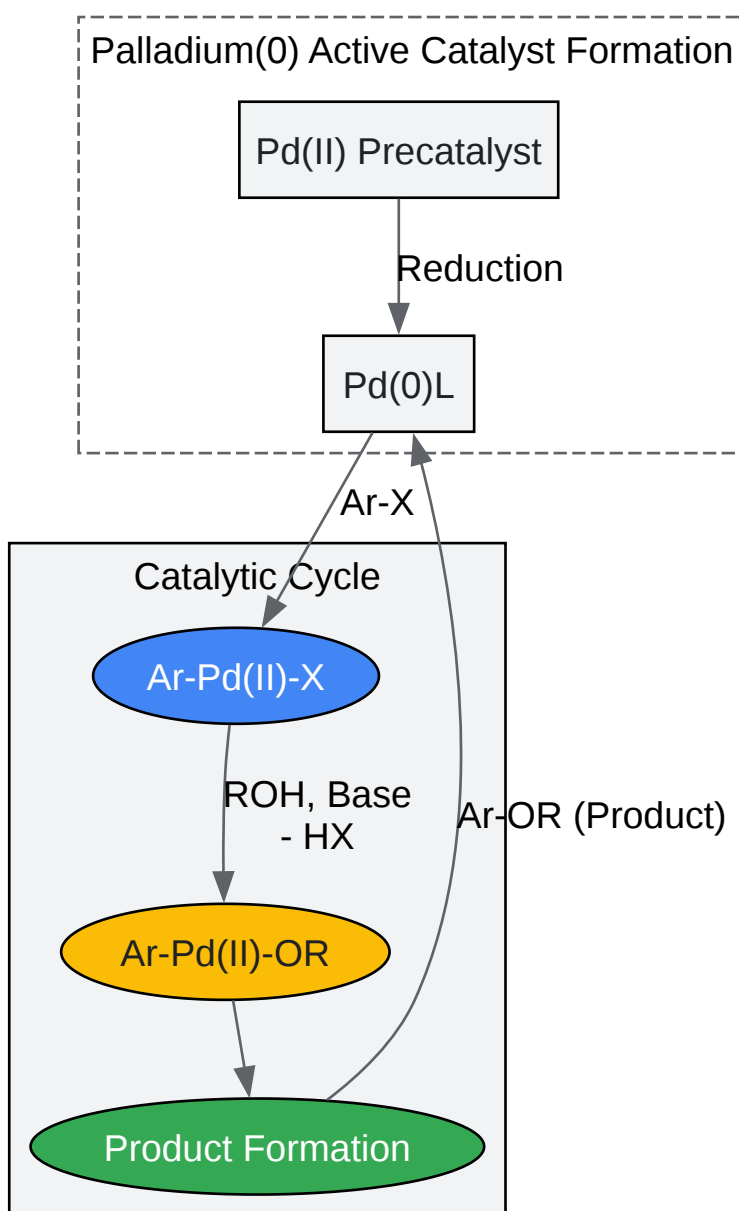 Palladium(0) Active Catalyst Formation
Pd(II) Precatalyst
Reduction
Pd(0)L
Ar-X
Catalytic Cycle
Ar-Pd(II)-X
ROH, Base
- HX
Ar-OR (Product)
Ar-Pd(II)-OR
Product Formation